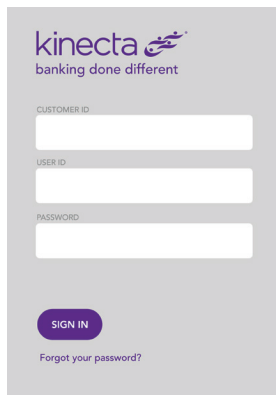 kinecta
banking done different
CUSTOMER ID
USER ID
PASSWORD
SIGN IN
Forgot your password?